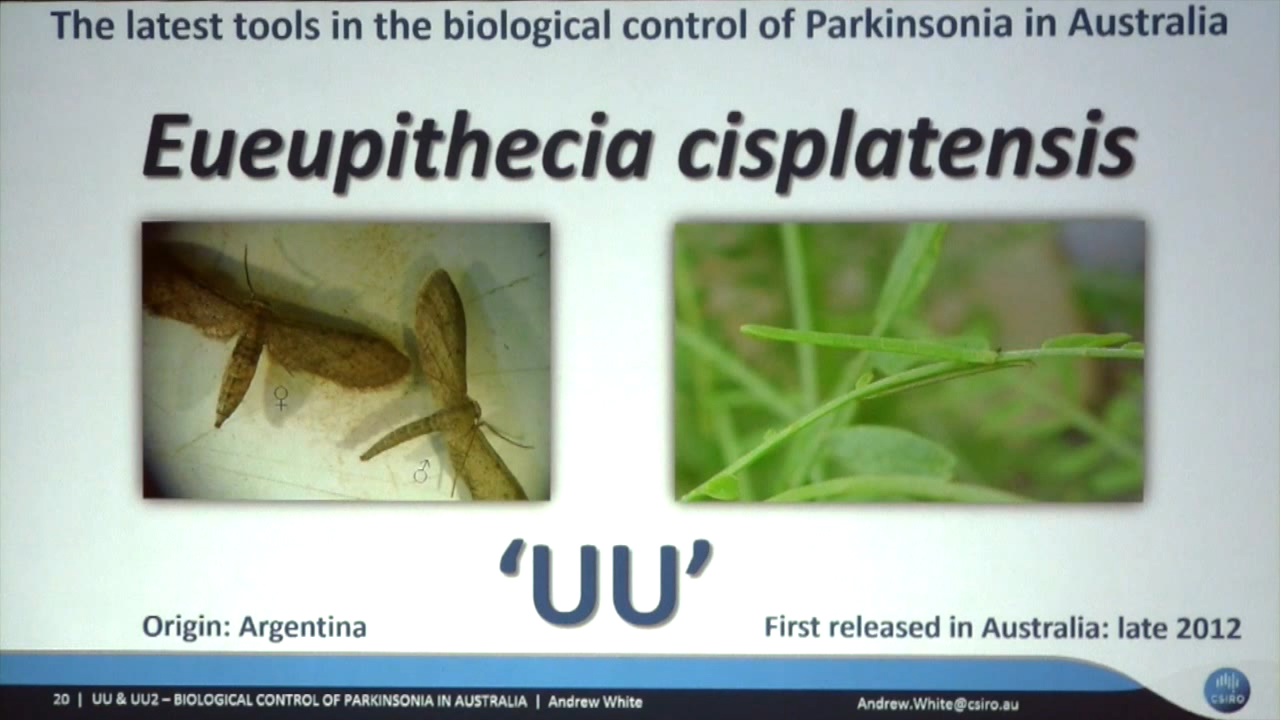 The latest tools in the biological control of Parkinsonia in Australia
Eueupithecia cisplatensis
♀
♂
‘UU’
Origin: Argentina
First released in Australia: late 2012
20 | UU & UU2 – BIOLOGICAL CONTROL OF PARKINSONIA IN AUSTRALIA | Andrew White
Andrew.White@csiro.au
CSIRO